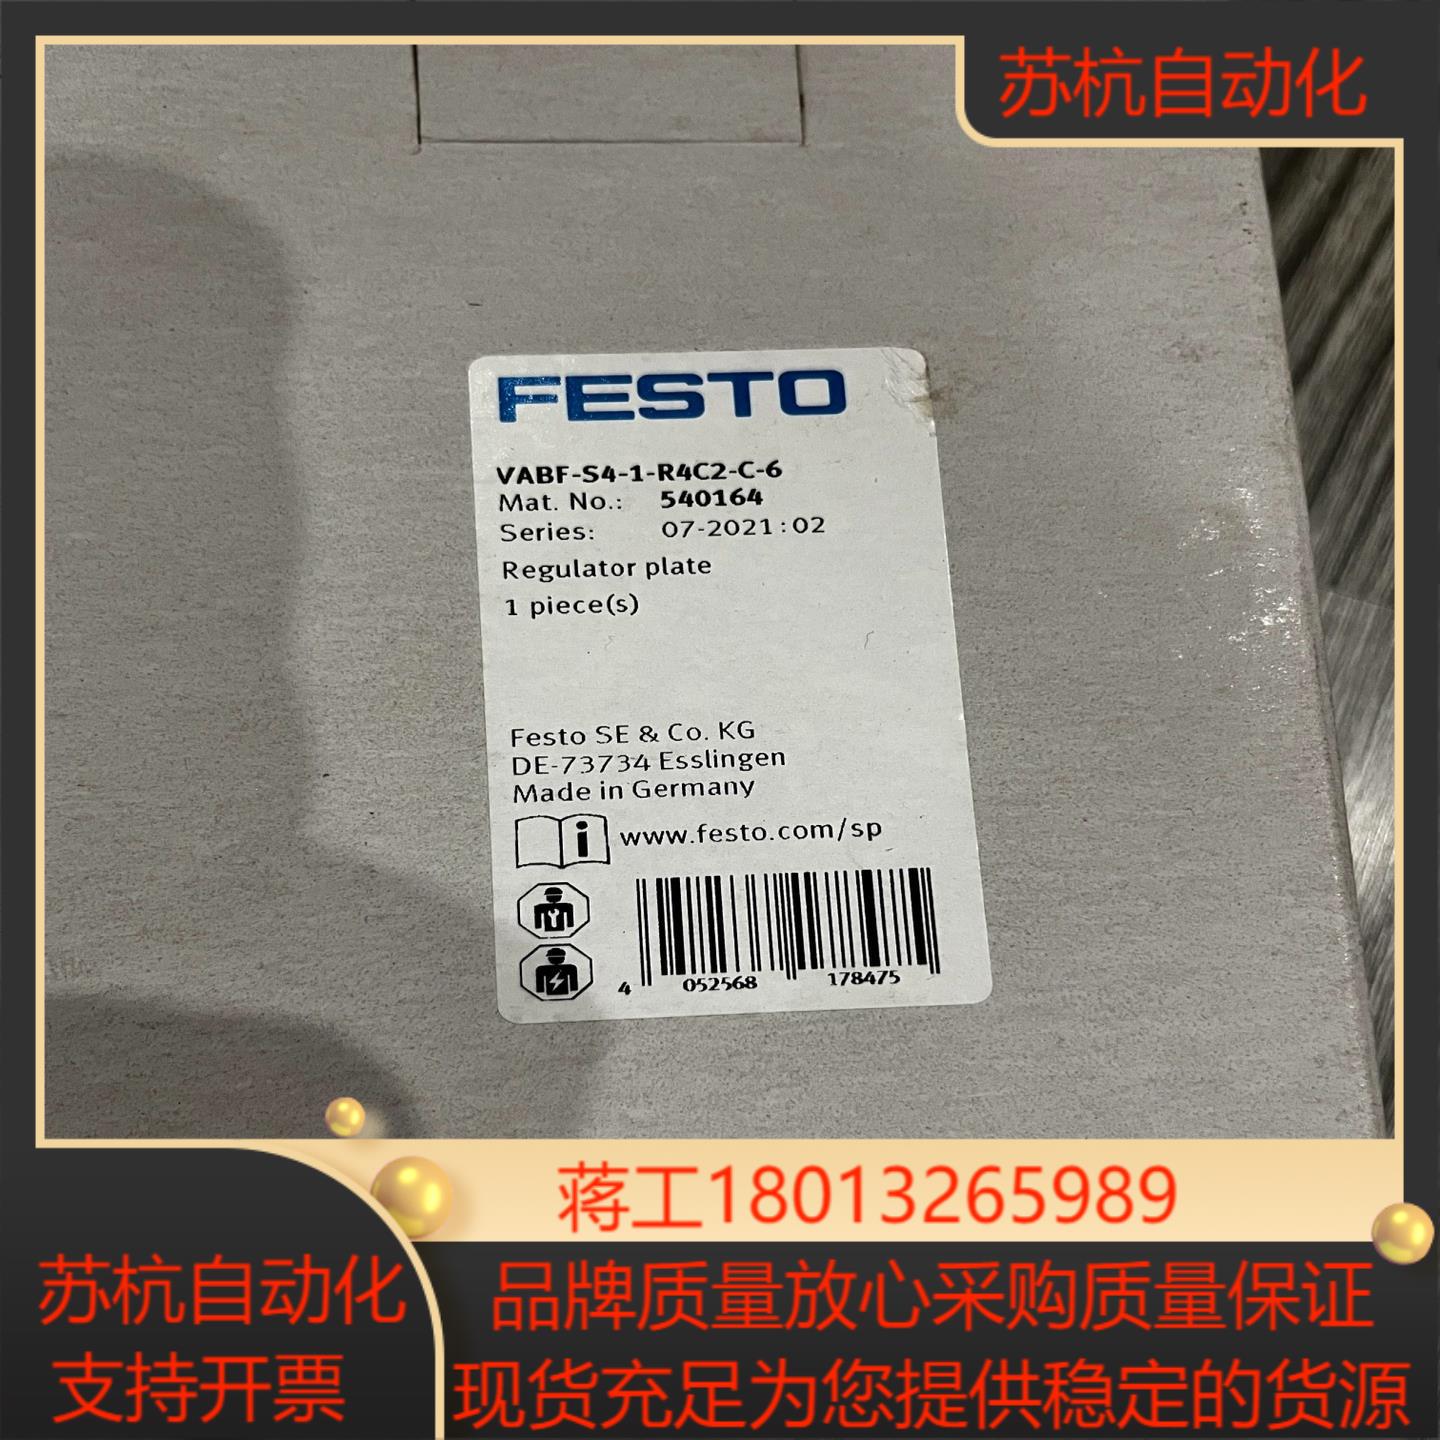 苏杭自动化
FESTO
VABF-S4-1-R4C2-C-6
Mat. No.: 540164
Series: 07-2021:02
Regulator plate
1 piece(s)
Festo SE & Co. KG
DE-73734 Esslingen
Made in Germany
i www.festo.com/sp
4 052568 178475
蒋工18013265989
苏杭自动化
支持开票
品牌质量放心采购质量保证
现货充足为您提供稳定的货源